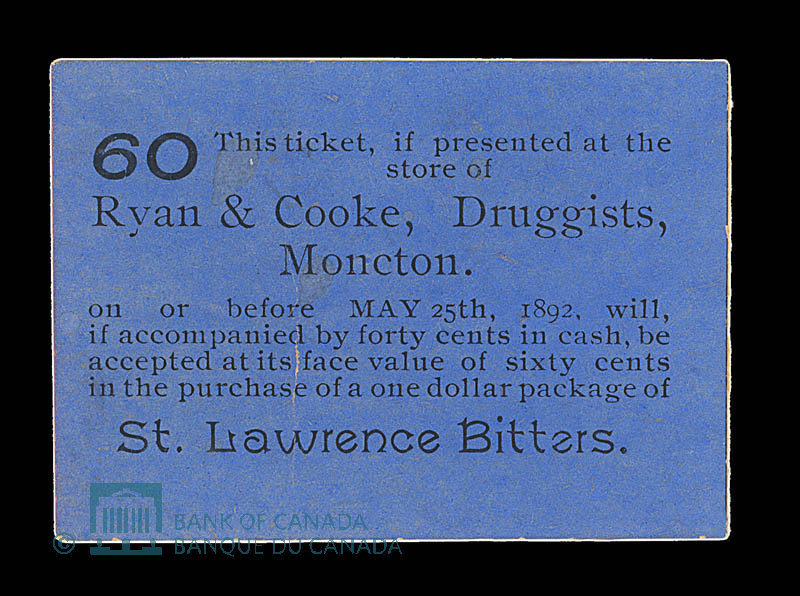 60 This ticket, if presented at the
store of
Ryan & Cooke, Druggists,
Moncton.
on or before MAY 25th, 1892, will,
if accompanied by forty cents in cash, be
accepted at its face value of sixty cents
in the purchase of a one dollar package of
St. Lawrence Bitters.
© BANK OF CANADA
BANQUE DU CANADA